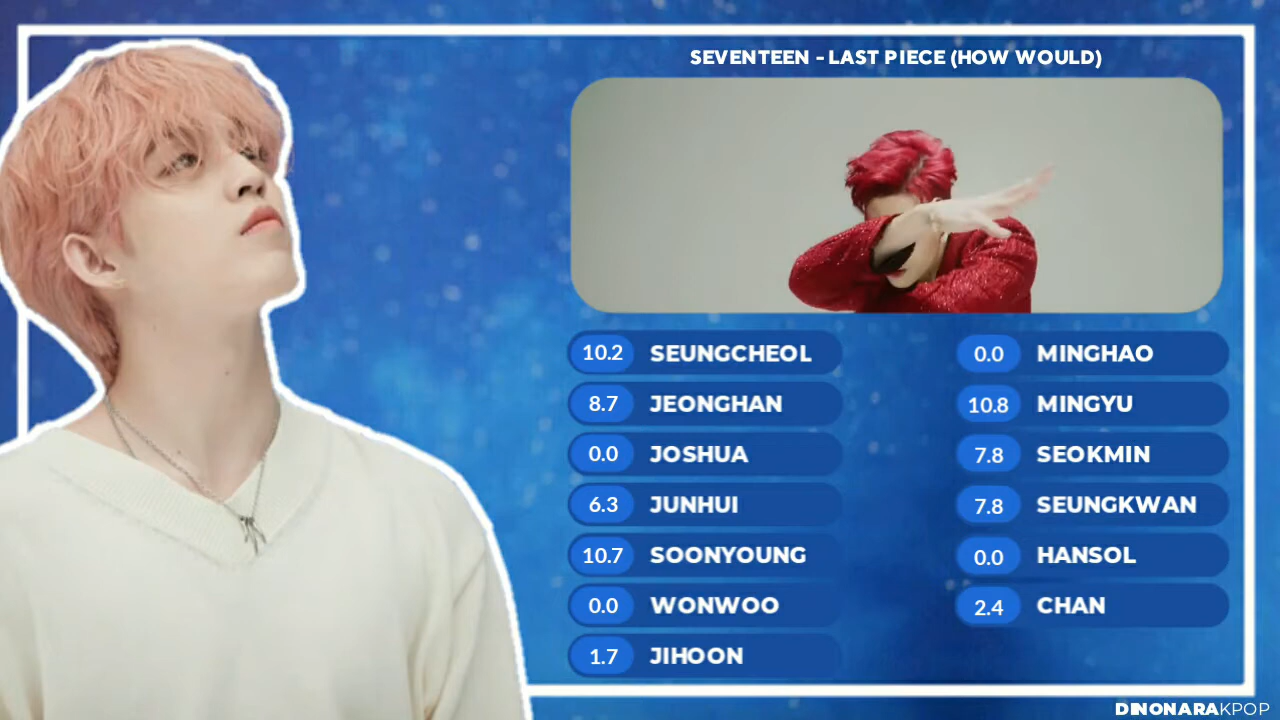 SEVENTEEN - LAST PIECE (HOW WOULD)
10.2 SEUNGCHEOL
8.7 JEONGHAN
0.0 JOSHUA
6.3 JUNHUI
10.7 SOONYOUNG
0.0 WONWOO
1.7 JIHOON
0.0 MINGHAO
10.8 MINGYU
7.8 SEOKMIN
7.8 SEUNGKWAN
0.0 HANSOL
2.4 CHAN
DINONARAKPOP